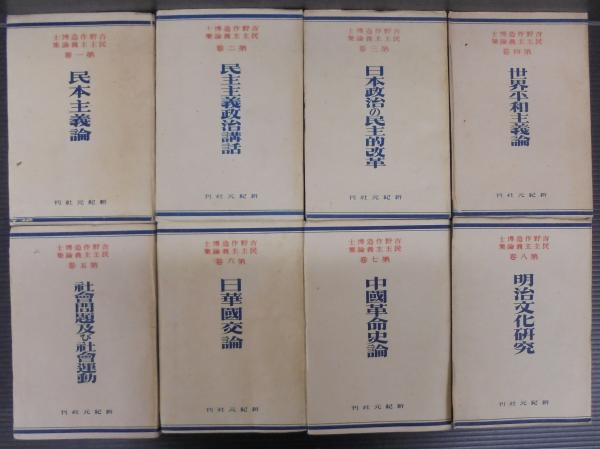 吉野作造博士
民主主義論集
第一卷
民本主義論
新紀元社刊
吉野作造博士
民主主義論集
第二卷
民主主義政治講話
新紀元社刊
吉野作造博士
民主主義論集
第三卷
日本政治の民主的改革
新紀元社刊
吉野作造博士
民主主義論集
第四卷
世界平和主義論
新紀元社刊
吉野作造博士
民主主義論集
第五卷
社會問題及び社會運動
新紀元社刊
吉野作造博士
民主主義論集
第六卷
日華國交論
新紀元社刊
吉野作造博士
民主主義論集
第七卷
中國革命史論
新紀元社刊
吉野作造博士
民主主義論集
第八卷
明治文化研究
新紀元社刊